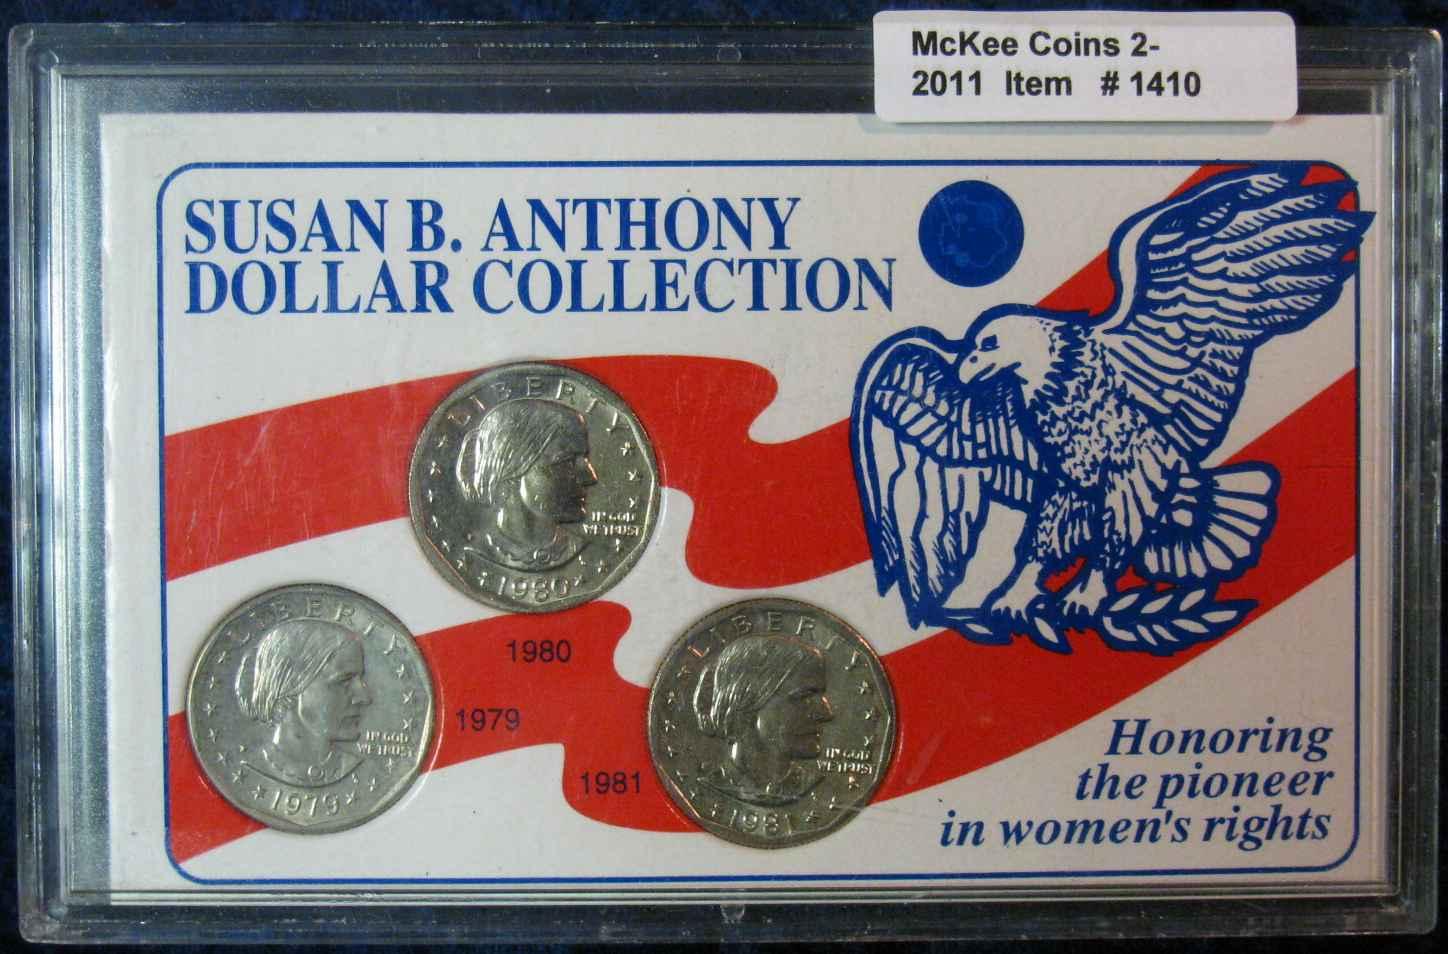 McKee Coins 2-
2011 Item # 1410
SUSAN B. ANTHONY
DOLLAR COLLECTION
LIBERTY
IN GOD
WE TRUST
1980
1980
LIBERTY
IN GOD
WE TRUST
1979
1979
LIBERTY
IN GOD
WE TRUST
1981
1981
Honoring
the pioneer
in women's rights